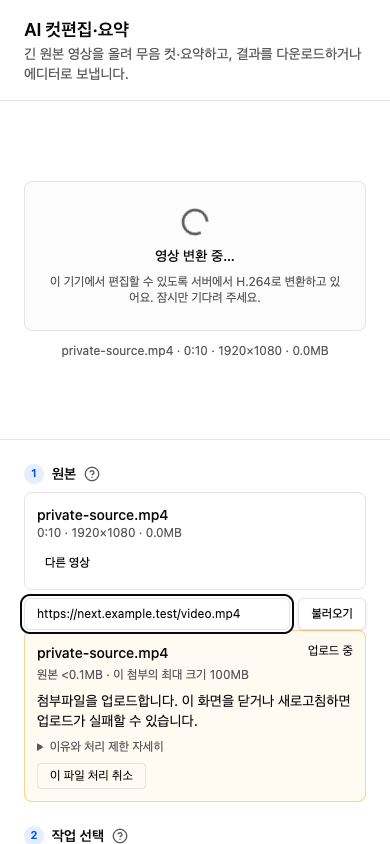 AI 컷편집·요약
긴 원본 영상을 올려 무음 컷·요약하고, 결과를 다운로드하거나
에디터로 보냅니다.
영상 변환 중...
이 기기에서 편집할 수 있도록 서버에서 H.264로 변환하고 있
어요. 잠시만 기다려 주세요.
private-source.mp4 · 0:10 · 1920×1080 · 0.0MB
1 원본 ?
private-source.mp4
0:10 · 1920×1080 · 0.0MB
다른 영상
https://next.example.test/video.mp4 불러오기
private-source.mp4 업로드 중
원본 <0.1MB · 이 첨부의 최대 크기 100MB
첨부파일을 업로드합니다. 이 화면을 닫거나 새로고침하면
업로드가 실패할 수 있습니다.
▶ 이유와 처리 제한 자세히
이 파일 처리 취소
2 작업 선택 ?